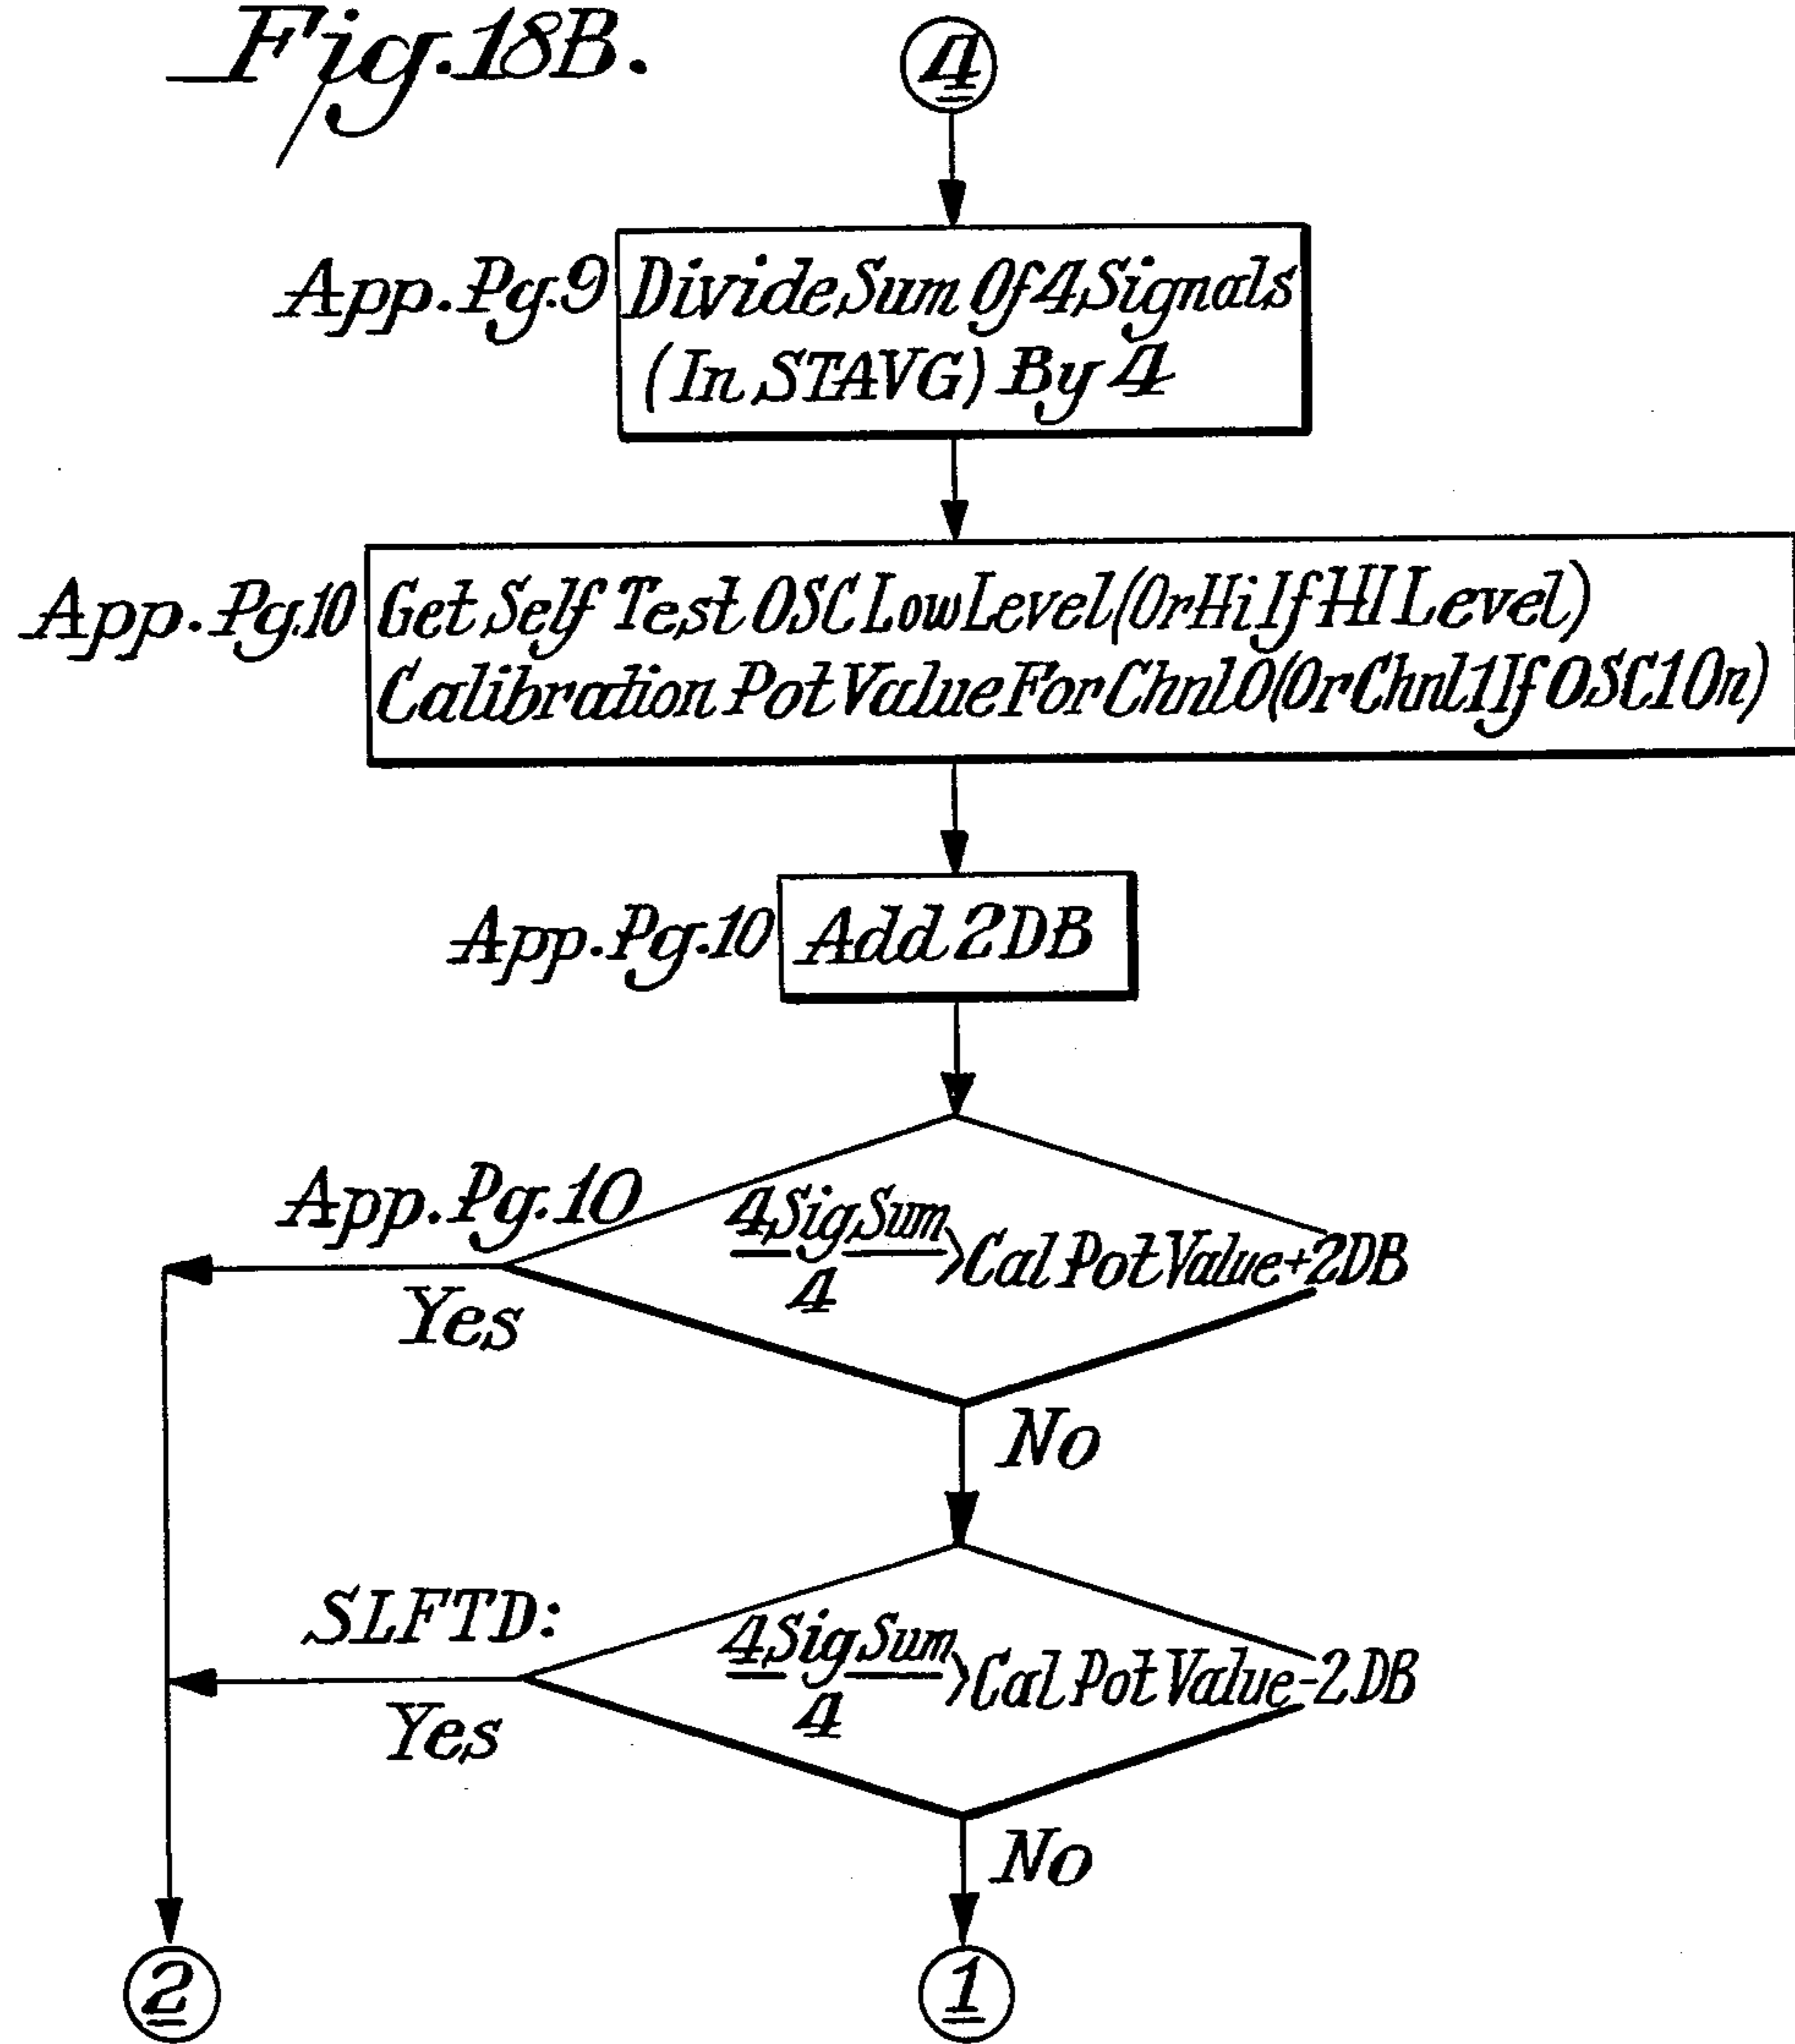 Fig. 18B.
4
App. Pg. 9
Divide Sum Of 4 Signals
(In STAVG) By 4
App. Pg. 10
Get Self Test OSC Low Level (Or Hi If HI Level)
Calibration Pot Value For Chnl 0 (Or Chnl 1 If OSC 1 On)
App. Pg. 10
Add 2DB
App. Pg. 10
4 Sig Sum
4
> Cal Pot Value + 2DB
Yes
No
SLFTD:
4 Sig Sum
4
> Cal Pot Value - 2DB
Yes
No
2
1